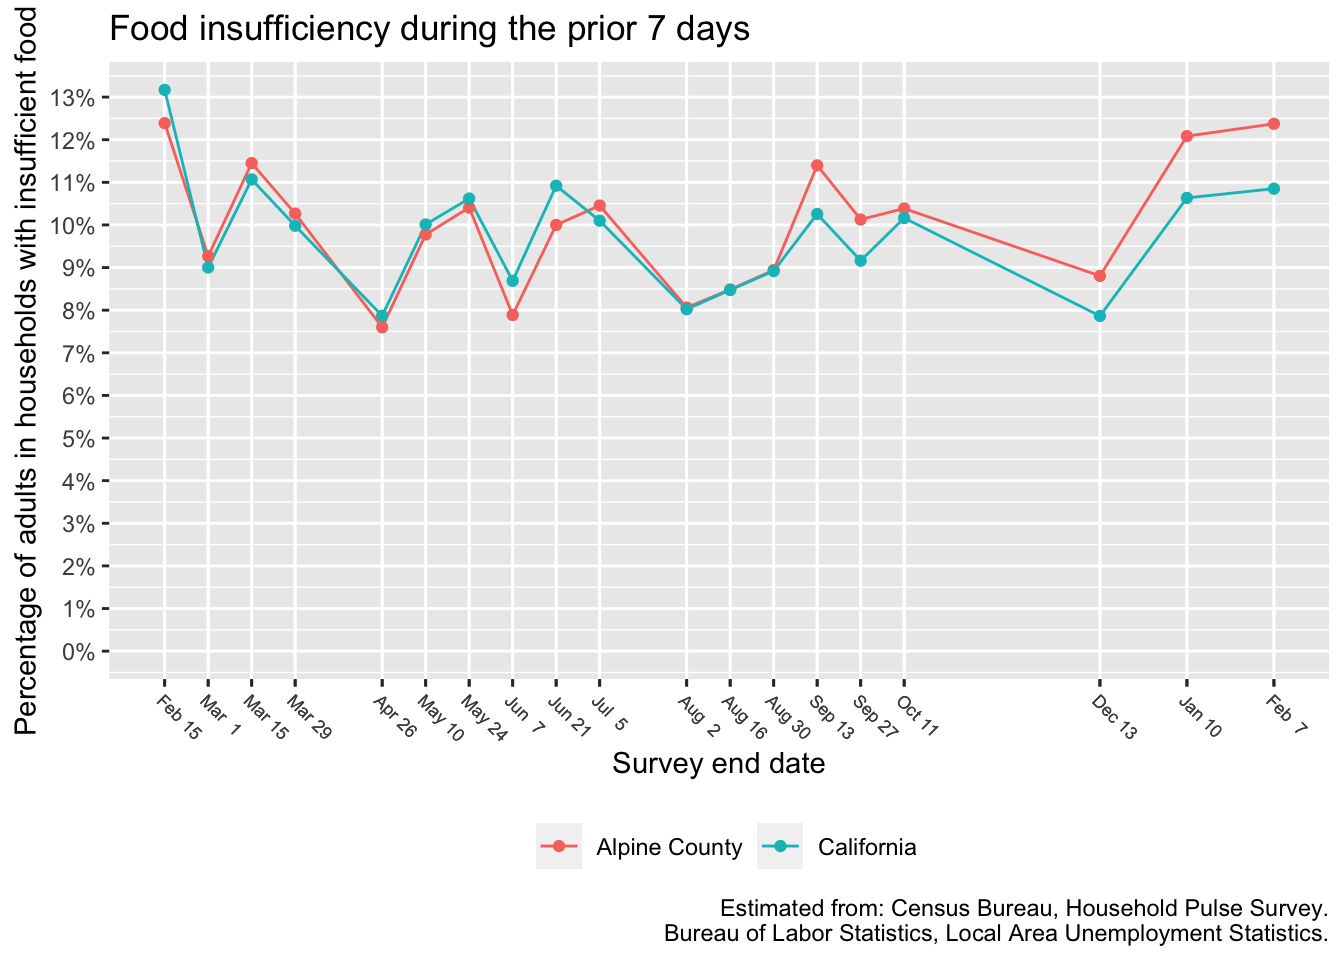 Food insufficiency during the prior 7 days
Percentage of adults in households with insufficient food
13%
12%
11%
10%
9%
8%
7%
6%
5%
4%
3%
2%
1%
0%
Feb 15
Mar 1
Mar 15
Mar 29
Apr 26
May 10
May 24
Jun 7
Jun 21
Jul 5
Aug 2
Aug 16
Aug 30
Sep 13
Sep 27
Oct 11
Dec 13
Jan 10
Feb 7
Survey end date
Alpine County
California
Estimated from: Census Bureau, Household Pulse Survey.
Bureau of Labor Statistics, Local Area Unemployment Statistics.